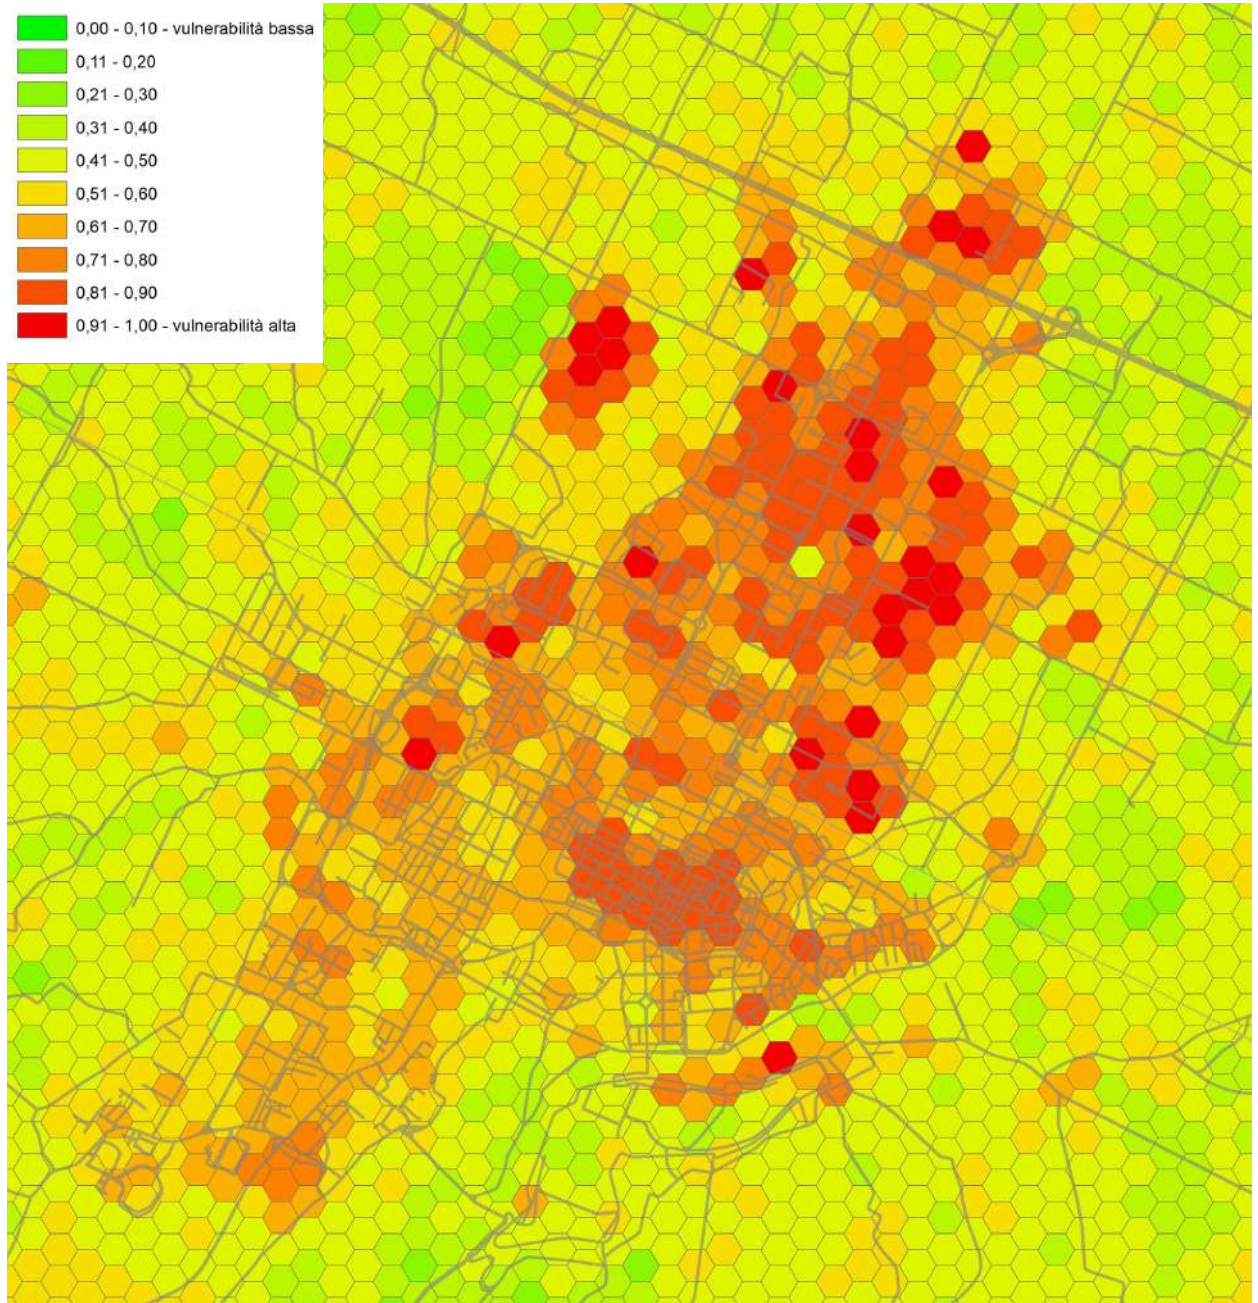 0,00 - 0,10 - vulnerabilità bassa
0,11 - 0,20
0,21 - 0,30
0,31 - 0,40
0,41 - 0,50
0,51 - 0,60
0,61 - 0,70
0,71 - 0,80
0,81 - 0,90
0,91 - 1,00 - vulnerabilità alta